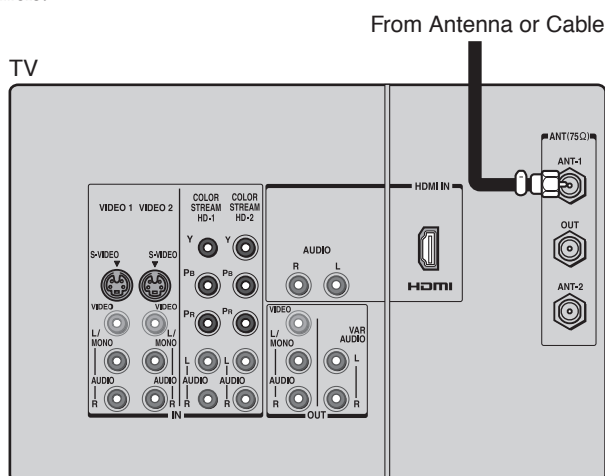 From Antenna or Cable
TV
ANT(75Ω)
ANT-1
OUT
ANT-2
HDMI IN
HDMI
VIDEO 1 VIDEO 2
COLOR STREAM HD-1
COLOR STREAM HD-2
S-VIDEO S-VIDEO
Y Y
PB PB
PR PR
VIDEO VIDEO
L/ MONO
L/ MONO
L L
AUDIO AUDIO AUDIO AUDIO
R R R R
IN
AUDIO
R L
VIDEO
L/ MONO
VAR AUDIO
L
AUDIO
R R
OUT